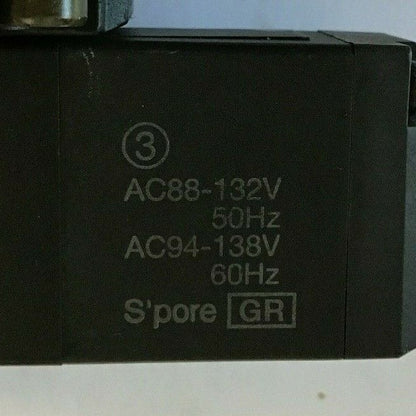 ③
AC88-132V
50Hz
AC94-138V
60Hz
S'pore GR